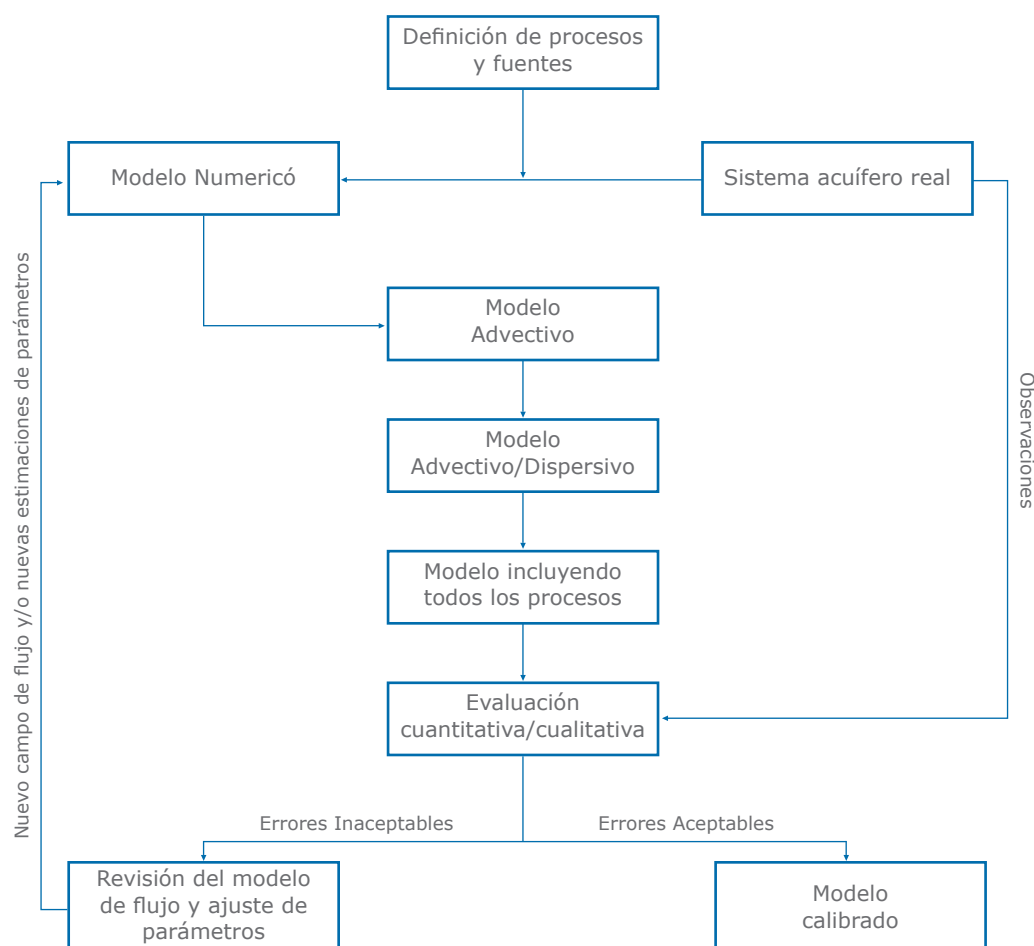 Definición de procesos
y fuentes
Modelo Numericó
Sistema acuífero real
Modelo
Advectivo
Modelo
Advectivo/Dispersivo
Modelo incluyendo
todos los procesos
Evaluación
cuantitativa/cualitativa
Errores Inaceptables
Errores Aceptables
Revisión del modelo
de flujo y ajuste de
parámetros
Modelo
calibrado
Nuevo campo de flujo y/o nuevas estimaciones de parámetros
Observaciones